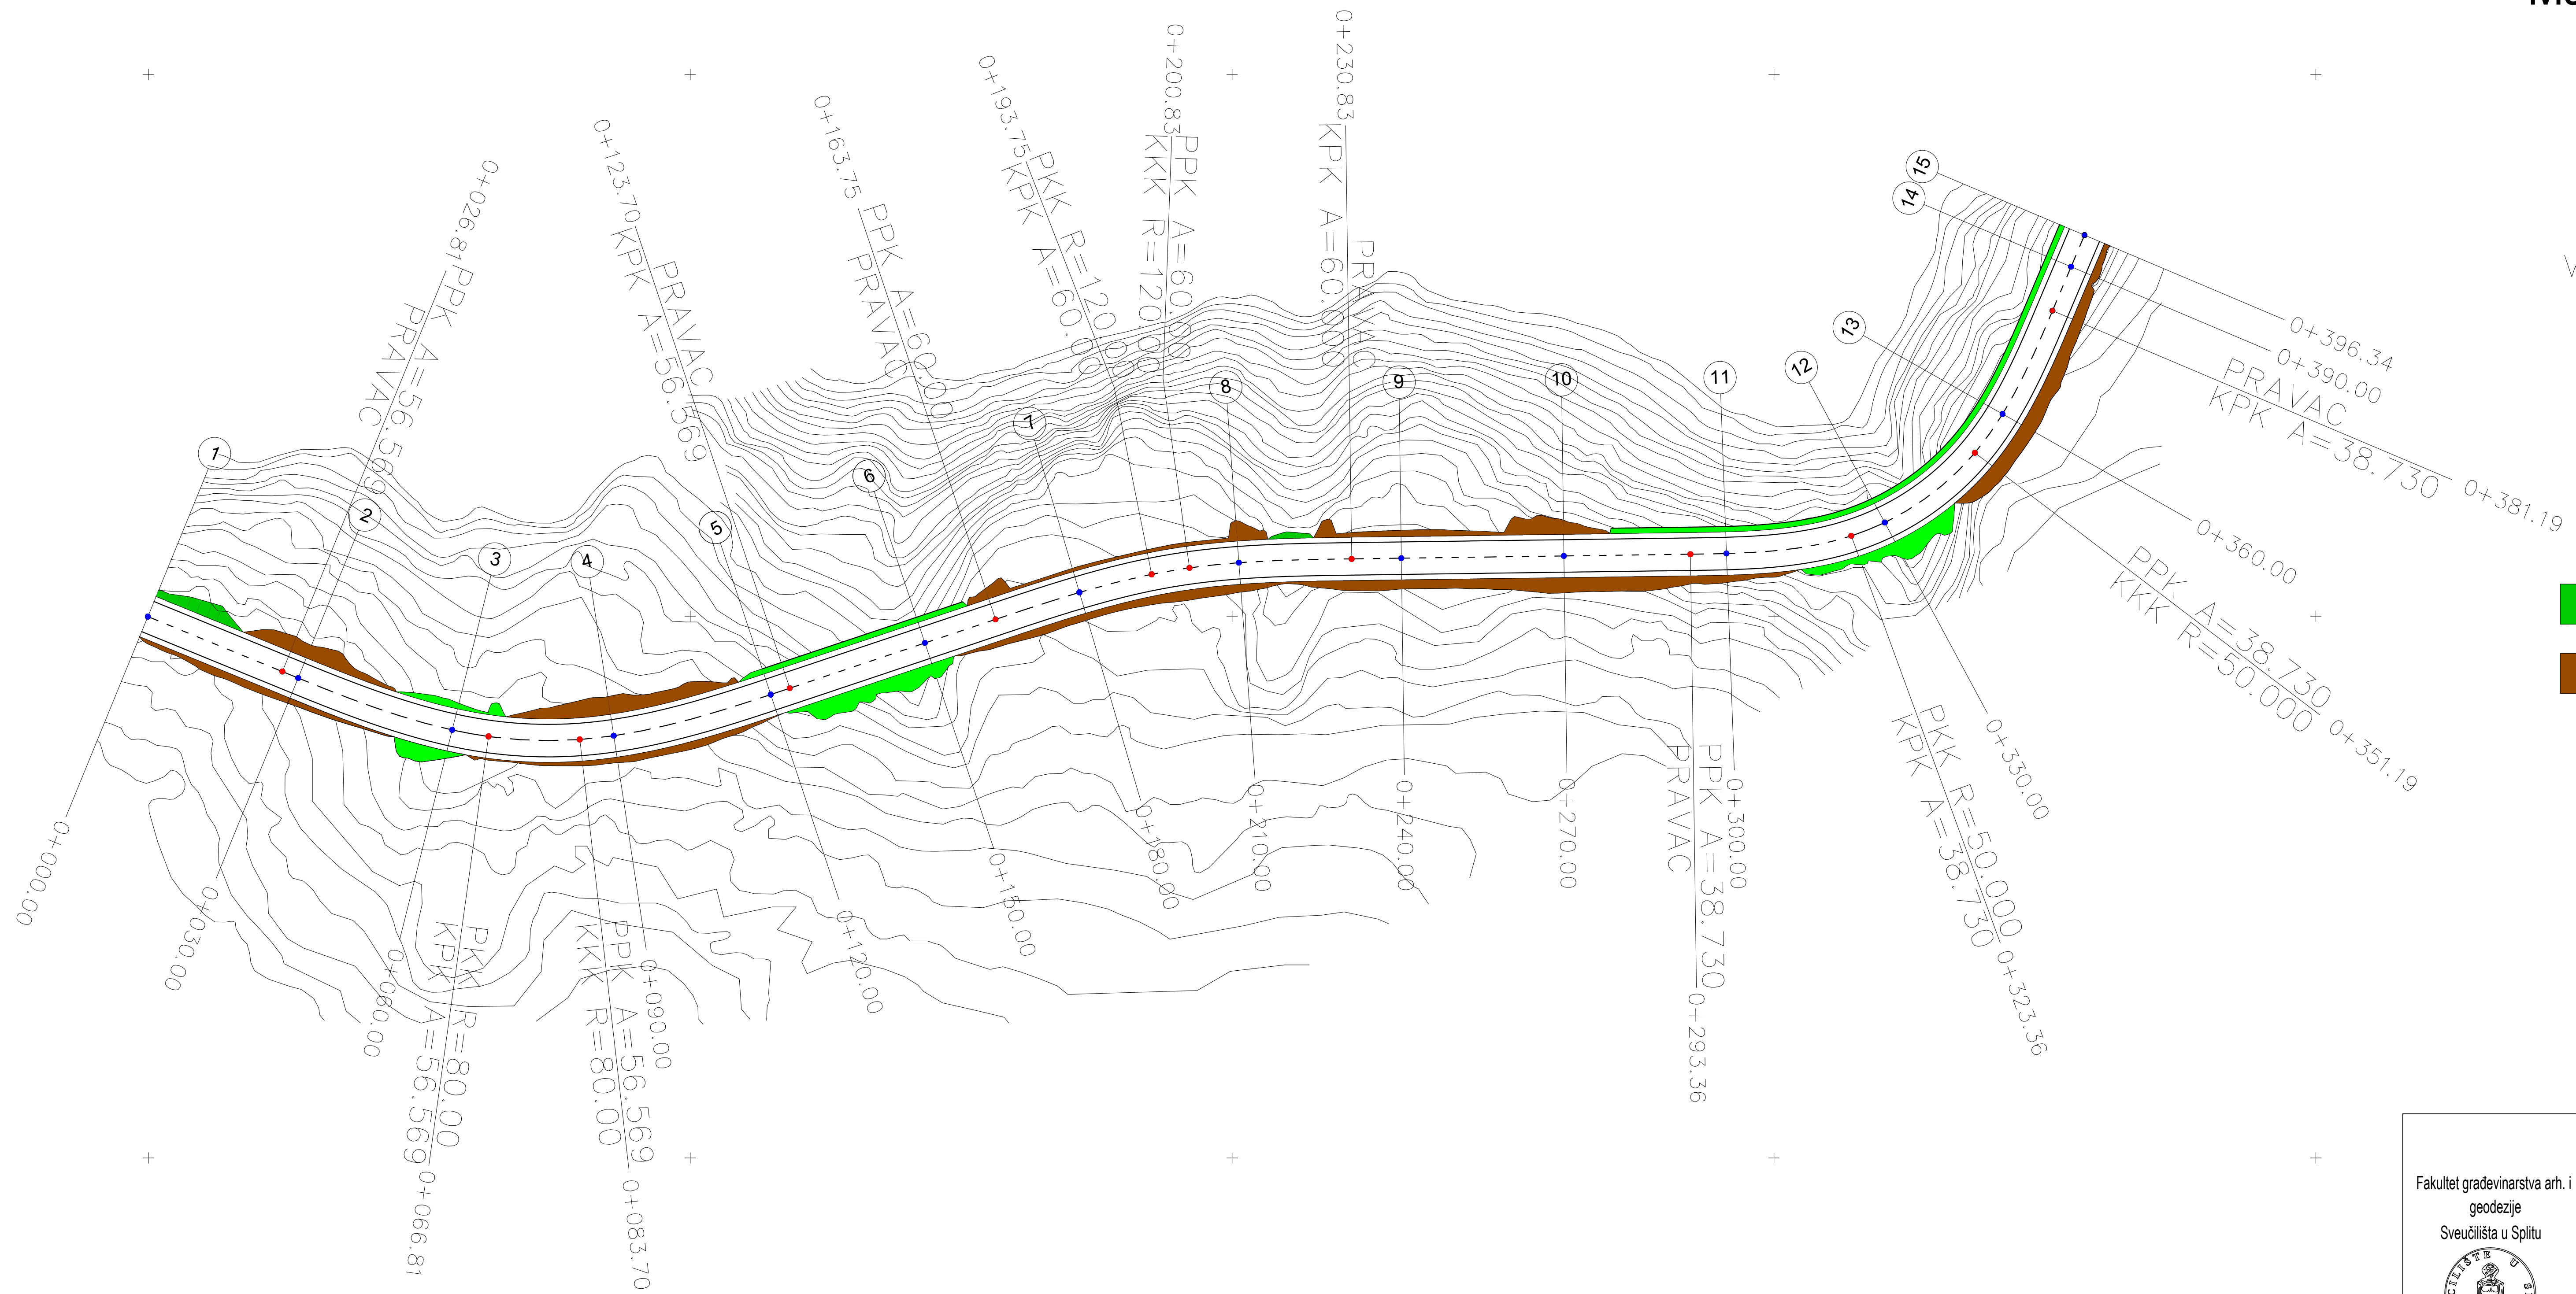 0+000.00
1
0+026.81
PPK A=56.569
PRAVAC
2
0+030.00
3
0+060.00
PKK R=80.00
KPK A=56.569
0+066.81
4
PPK A=56.569
KKK R=80.00
0+083.70
0+090.00
0+123.70
PRAVAC
KPK A=56.569
5
0+120.00
0+163.75
PPK A=60.00
PRAVAC
6
0+150.00
0+193.75
PKK R=120.00
KPK A=60.00
7
0+180.00
0+200.83
PPK A=60.000
KKK R=120.00
8
0+210.00
0+230.83
PRAVAC
KPK A=60.000
9
0+240.00
10
0+270.00
PPK A=38.730
PRAVAC
0+293.36
11
0+300.00
12
0+330.00
PKK R=50.000
KPK A=38.730
0+323.36
13
0+360.00
PPK A=38.730
KKK R=50.000
0+351.19
14
0+390.00
15
0+396.34
PRAVAC
KPK A=38.730
0+381.19
Fakultet građevinarstva arh. i
geodezije
Sveučilišta u Splitu